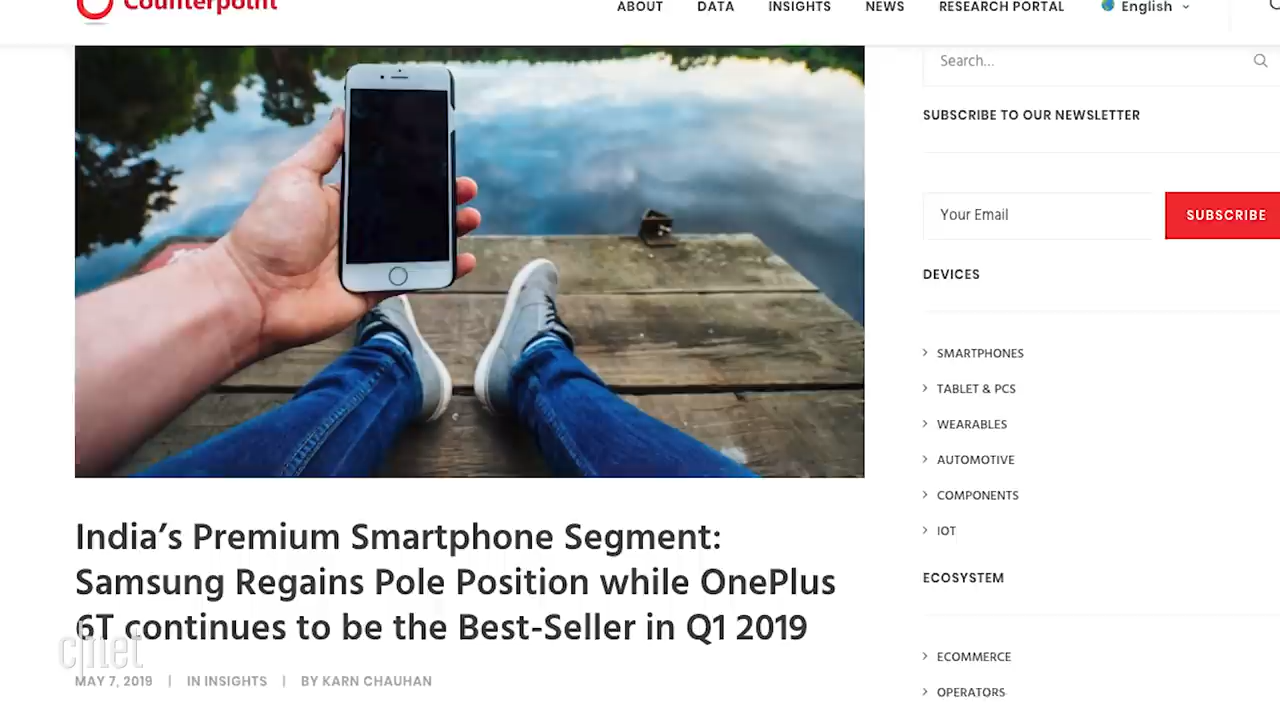 Counterpoint
ABOUT DATA INSIGHTS NEWS RESEARCH PORTAL English
Search...
SUBSCRIBE TO OUR NEWSLETTER
Your Email SUBSCRIBE
DEVICES
SMARTPHONES
TABLET & PCS
WEARABLES
AUTOMOTIVE
COMPONENTS
IOT
ECOSYSTEM
ECOMMERCE
OPERATORS
India’s Premium Smartphone Segment:
Samsung Regains Pole Position while OnePlus
6T continues to be the Best-Seller in Q1 2019
cnet
MAY 7, 2019 | IN INSIGHTS | BY KARN CHAUHAN